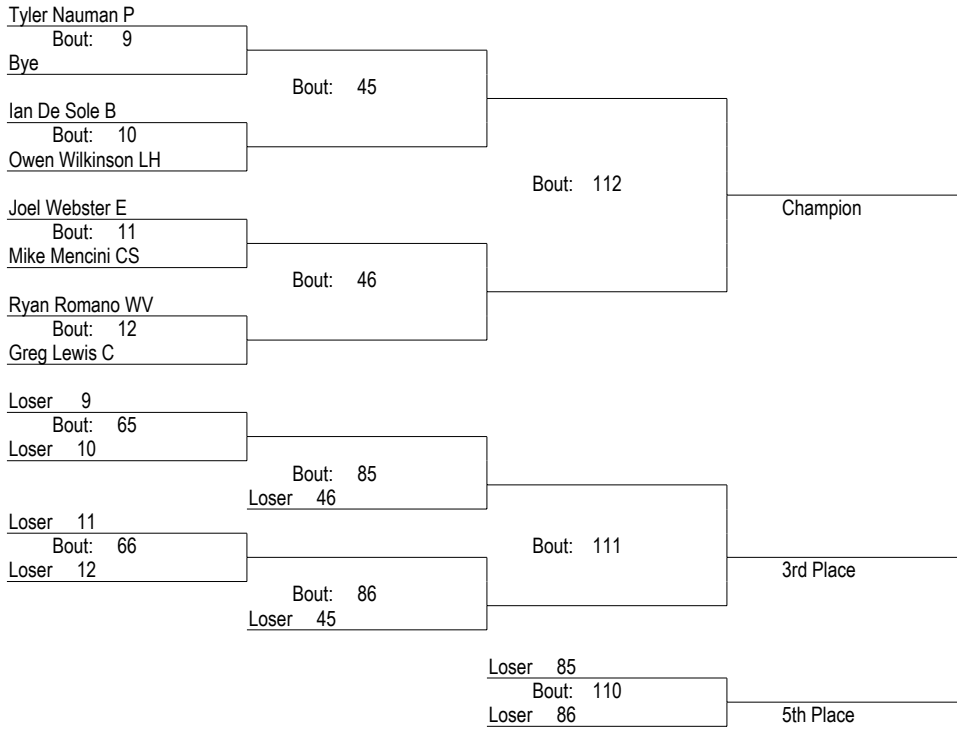 Tyler Nauman P
Bout: 9
Bye
Bout: 45
Ian De Sole B
Bout: 10
Owen Wilkinson LH
Bout: 112
Joel Webster E
Champion
Bout: 11
Mike Mencini CS
Bout: 46
Ryan Romano WV
Bout: 12
Greg Lewis C
Loser 9
Bout: 65
Loser 10
Bout: 85
Loser 46
Loser 11
Bout: 66
Bout: 111
Loser 12
3rd Place
Bout: 86
Loser 45
Loser 85
Bout: 110
Loser 86
5th Place